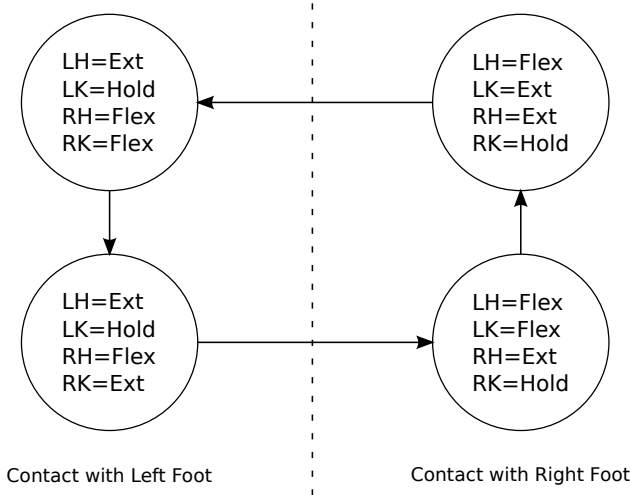 LH=Ext
LK=Hold
RH=Flex
RK=Flex
LH=Flex
LK=Ext
RH=Ext
RK=Hold
LH=Ext
LK=Hold
RH=Flex
RK=Ext
LH=Flex
LK=Flex
RH=Ext
RK=Hold
Contact with Left Foot
Contact with Right Foot